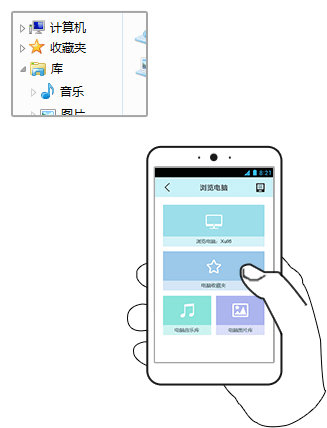 计算机
收藏夹
库
音乐
图片
8:21
浏览电脑
浏览电脑：Xulf6
电脑收藏夹
电脑音乐库
电脑图片库